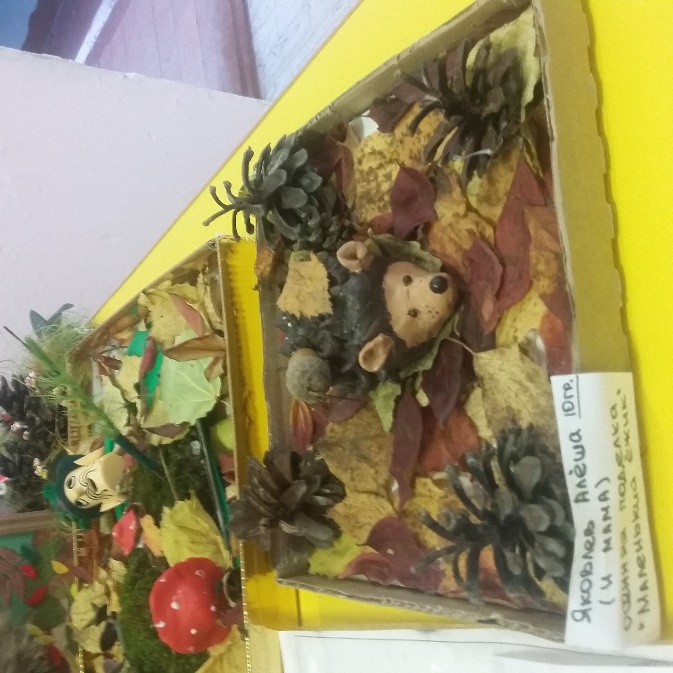 Яковлев Алёша 10гр.
(и мама)
осенняя поделка
"Маленький ёжик"